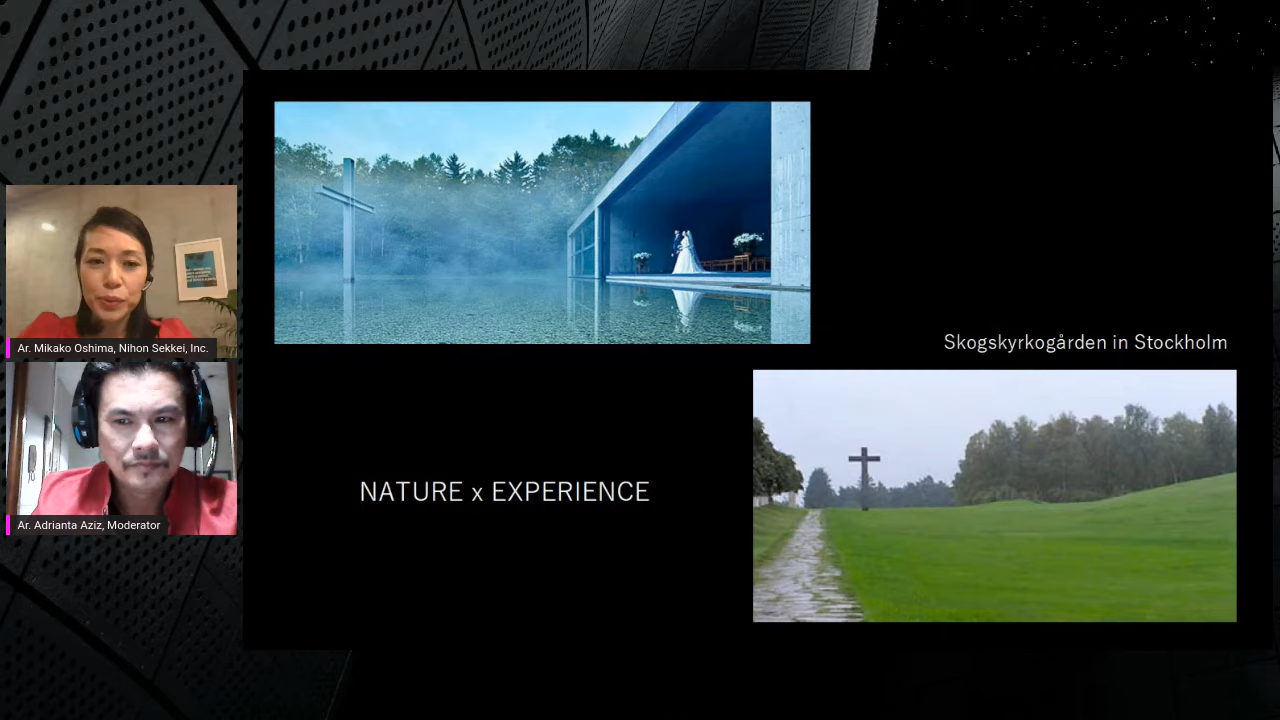 Skogskyrkogården in Stockholm
NATURE x EXPERIENCE
Ar. Mikako Oshima, Nihon Sekkei, Inc.
Ar. Adrianta Aziz, Moderator